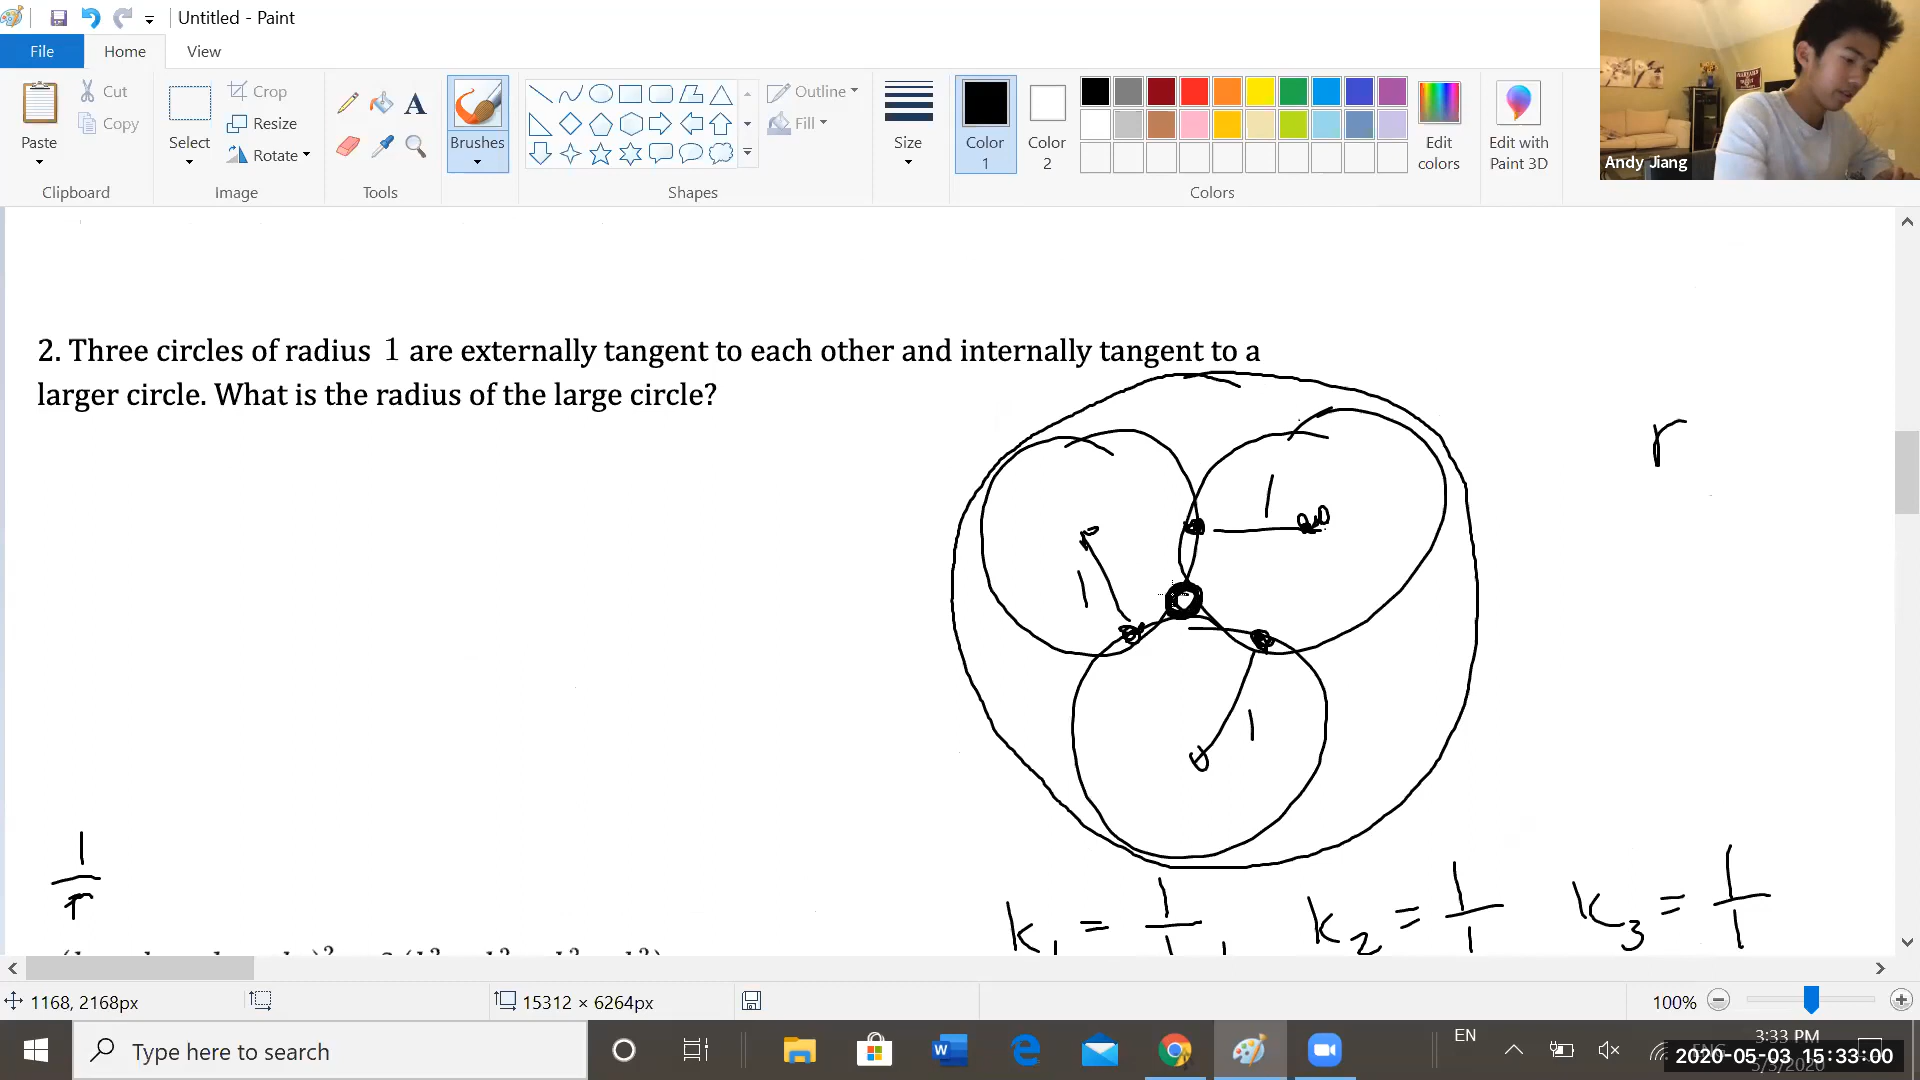 Untitled - Paint
File
Home
View
Paste
Cut
Copy
Clipboard
Select
Crop
Resize
Rotate
Image
A
Tools
Brushes
Shapes
Outline
Fill
Size
Color 1
Color 2
Edit colors
Colors
Edit with Paint 3D
Andy Jiang
2. Three circles of radius 1 are externally tangent to each other and internally tangent to a
larger circle. What is the radius of the large circle?
r
1
1
1
1/r
k1 = 1/1
k2 = 1/1
k3 = 1/1
1168, 2168px
15312 × 6264px
100%
Type here to search
EN
3:33 PM
2020-05-03 15:33:00